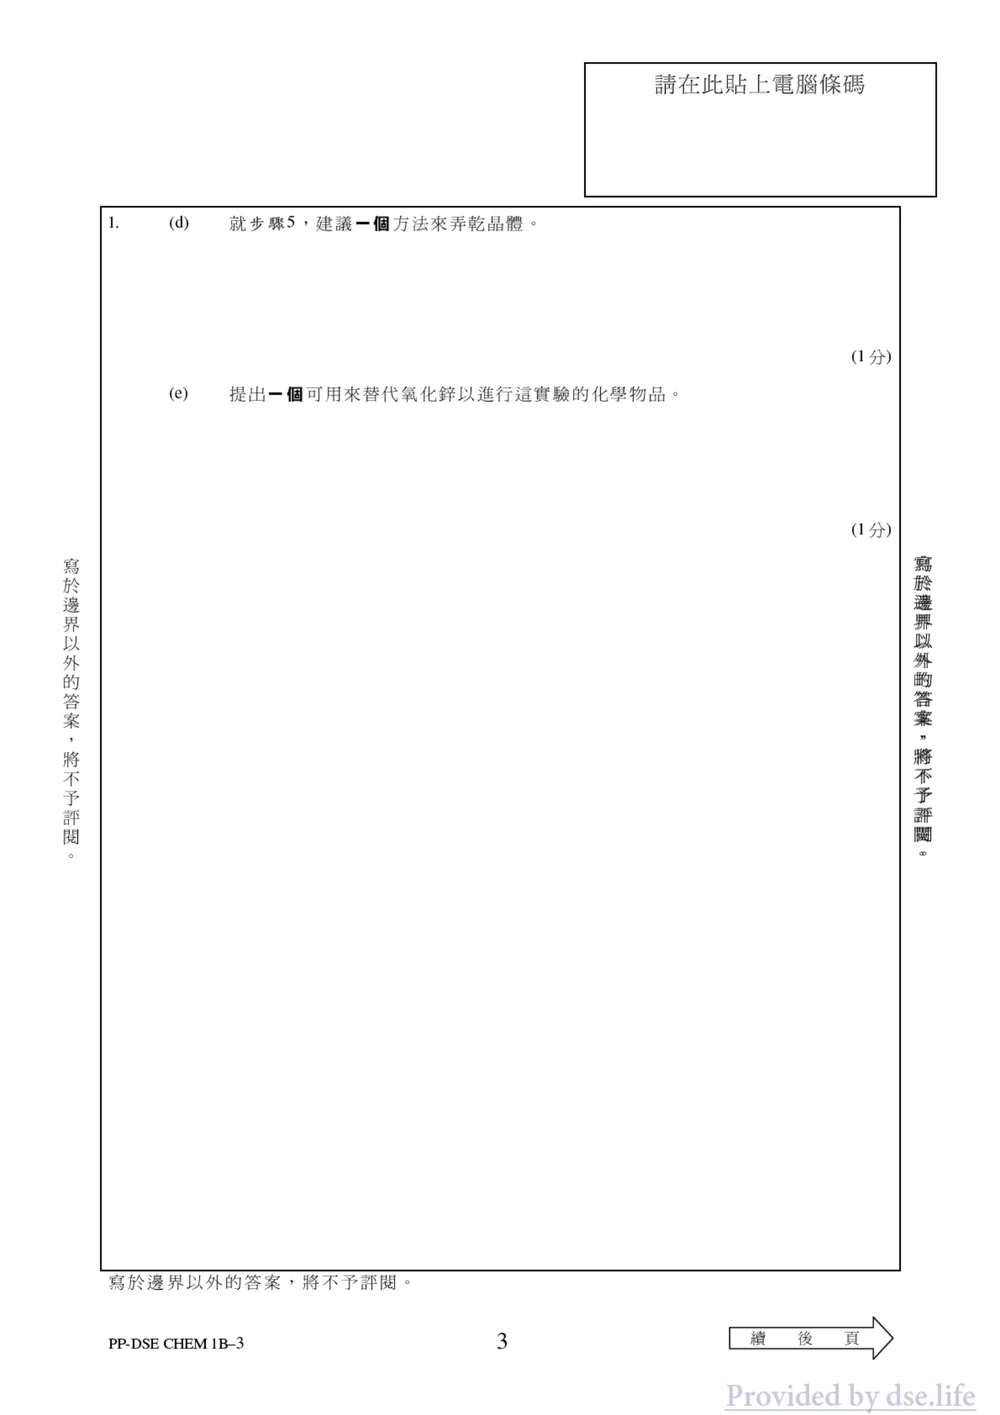 請在此貼上電腦條碼
1. (d) 就步驟5，建議一個方法來弄乾晶體。
(1 分)
(e) 提出一個可用來替代氧化鋅以進行這實驗的化學物品。
(1 分)
寫於邊界以外的答案，將不予評閱。
寫於邊界以外的答案，將不予評閱。
寫於邊界以外的答案，將不予評閱。
PP-DSE CHEM 1B–3
3
續後頁
Provided by dse.life